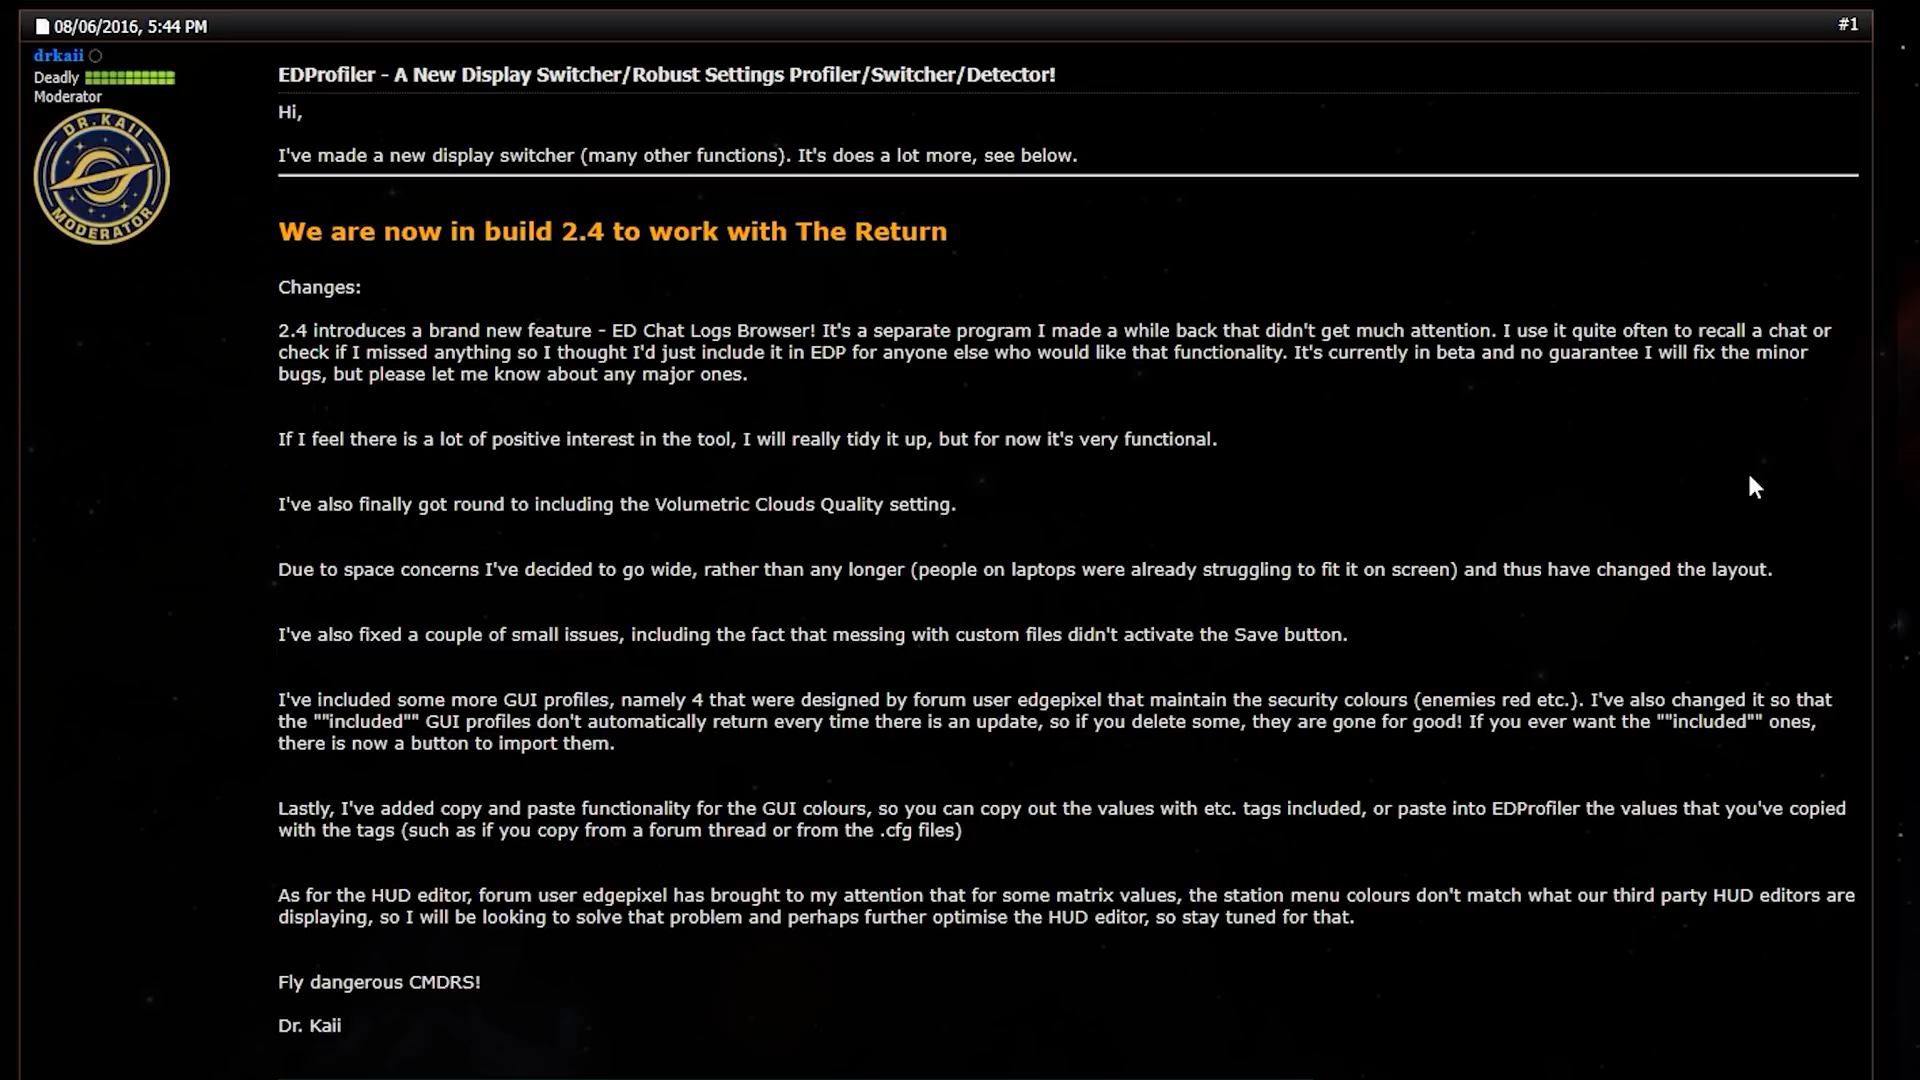 08/06/2016, 5:44 PM
#1
drkaii
Deadly
Moderator
DR.KAII
MODERATOR
EDProfiler - A New Display Switcher/Robust Settings Profiler/Switcher/Detector!
Hi,
I've made a new display switcher (many other functions). It's does a lot more, see below.
We are now in build 2.4 to work with The Return
Changes:
2.4 introduces a brand new feature - ED Chat Logs Browser! It's a separate program I made a while back that didn't get much attention. I use it quite often to recall a chat or
check if I missed anything so I thought I'd just include it in EDP for anyone else who would like that functionality. It's currently in beta and no guarantee I will fix the minor
bugs, but please let me know about any major ones.
If I feel there is a lot of positive interest in the tool, I will really tidy it up, but for now it's very functional.
I've also finally got round to including the Volumetric Clouds Quality setting.
Due to space concerns I've decided to go wide, rather than any longer (people on laptops were already struggling to fit it on screen) and thus have changed the layout.
I've also fixed a couple of small issues, including the fact that messing with custom files didn't activate the Save button.
I've included some more GUI profiles, namely 4 that were designed by forum user edgepixel that maintain the security colours (enemies red etc.). I've also changed it so that
the ""included"" GUI profiles don't automatically return every time there is an update, so if you delete some, they are gone for good! If you ever want the ""included"" ones,
there is now a button to import them.
Lastly, I've added copy and paste functionality for the GUI colours, so you can copy out the values with etc. tags included, or paste into EDProfiler the values that you've copied
with the tags (such as if you copy from a forum thread or from the .cfg files)
As for the HUD editor, forum user edgepixel has brought to my attention that for some matrix values, the station menu colours don't match what our third party HUD editors are
displaying, so I will be looking to solve that problem and perhaps further optimise the HUD editor, so stay tuned for that.
Fly dangerous CMDRS!
Dr. Kaii